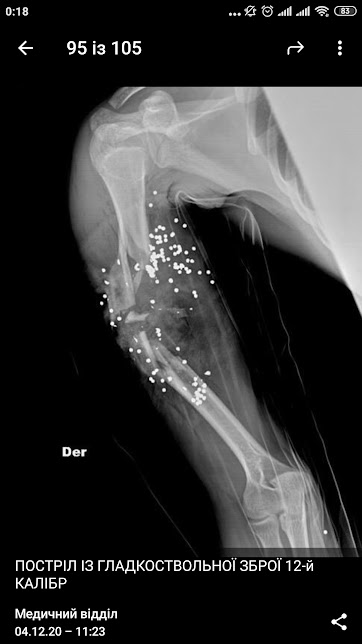 0:18
83
95 із 105
Der
ПОСТРІЛ ІЗ ГЛАДКОСТВОЛЬНОЇ ЗБРОЇ 12-й
КАЛІБР
Медичний відділ
04.12.20 – 11:23